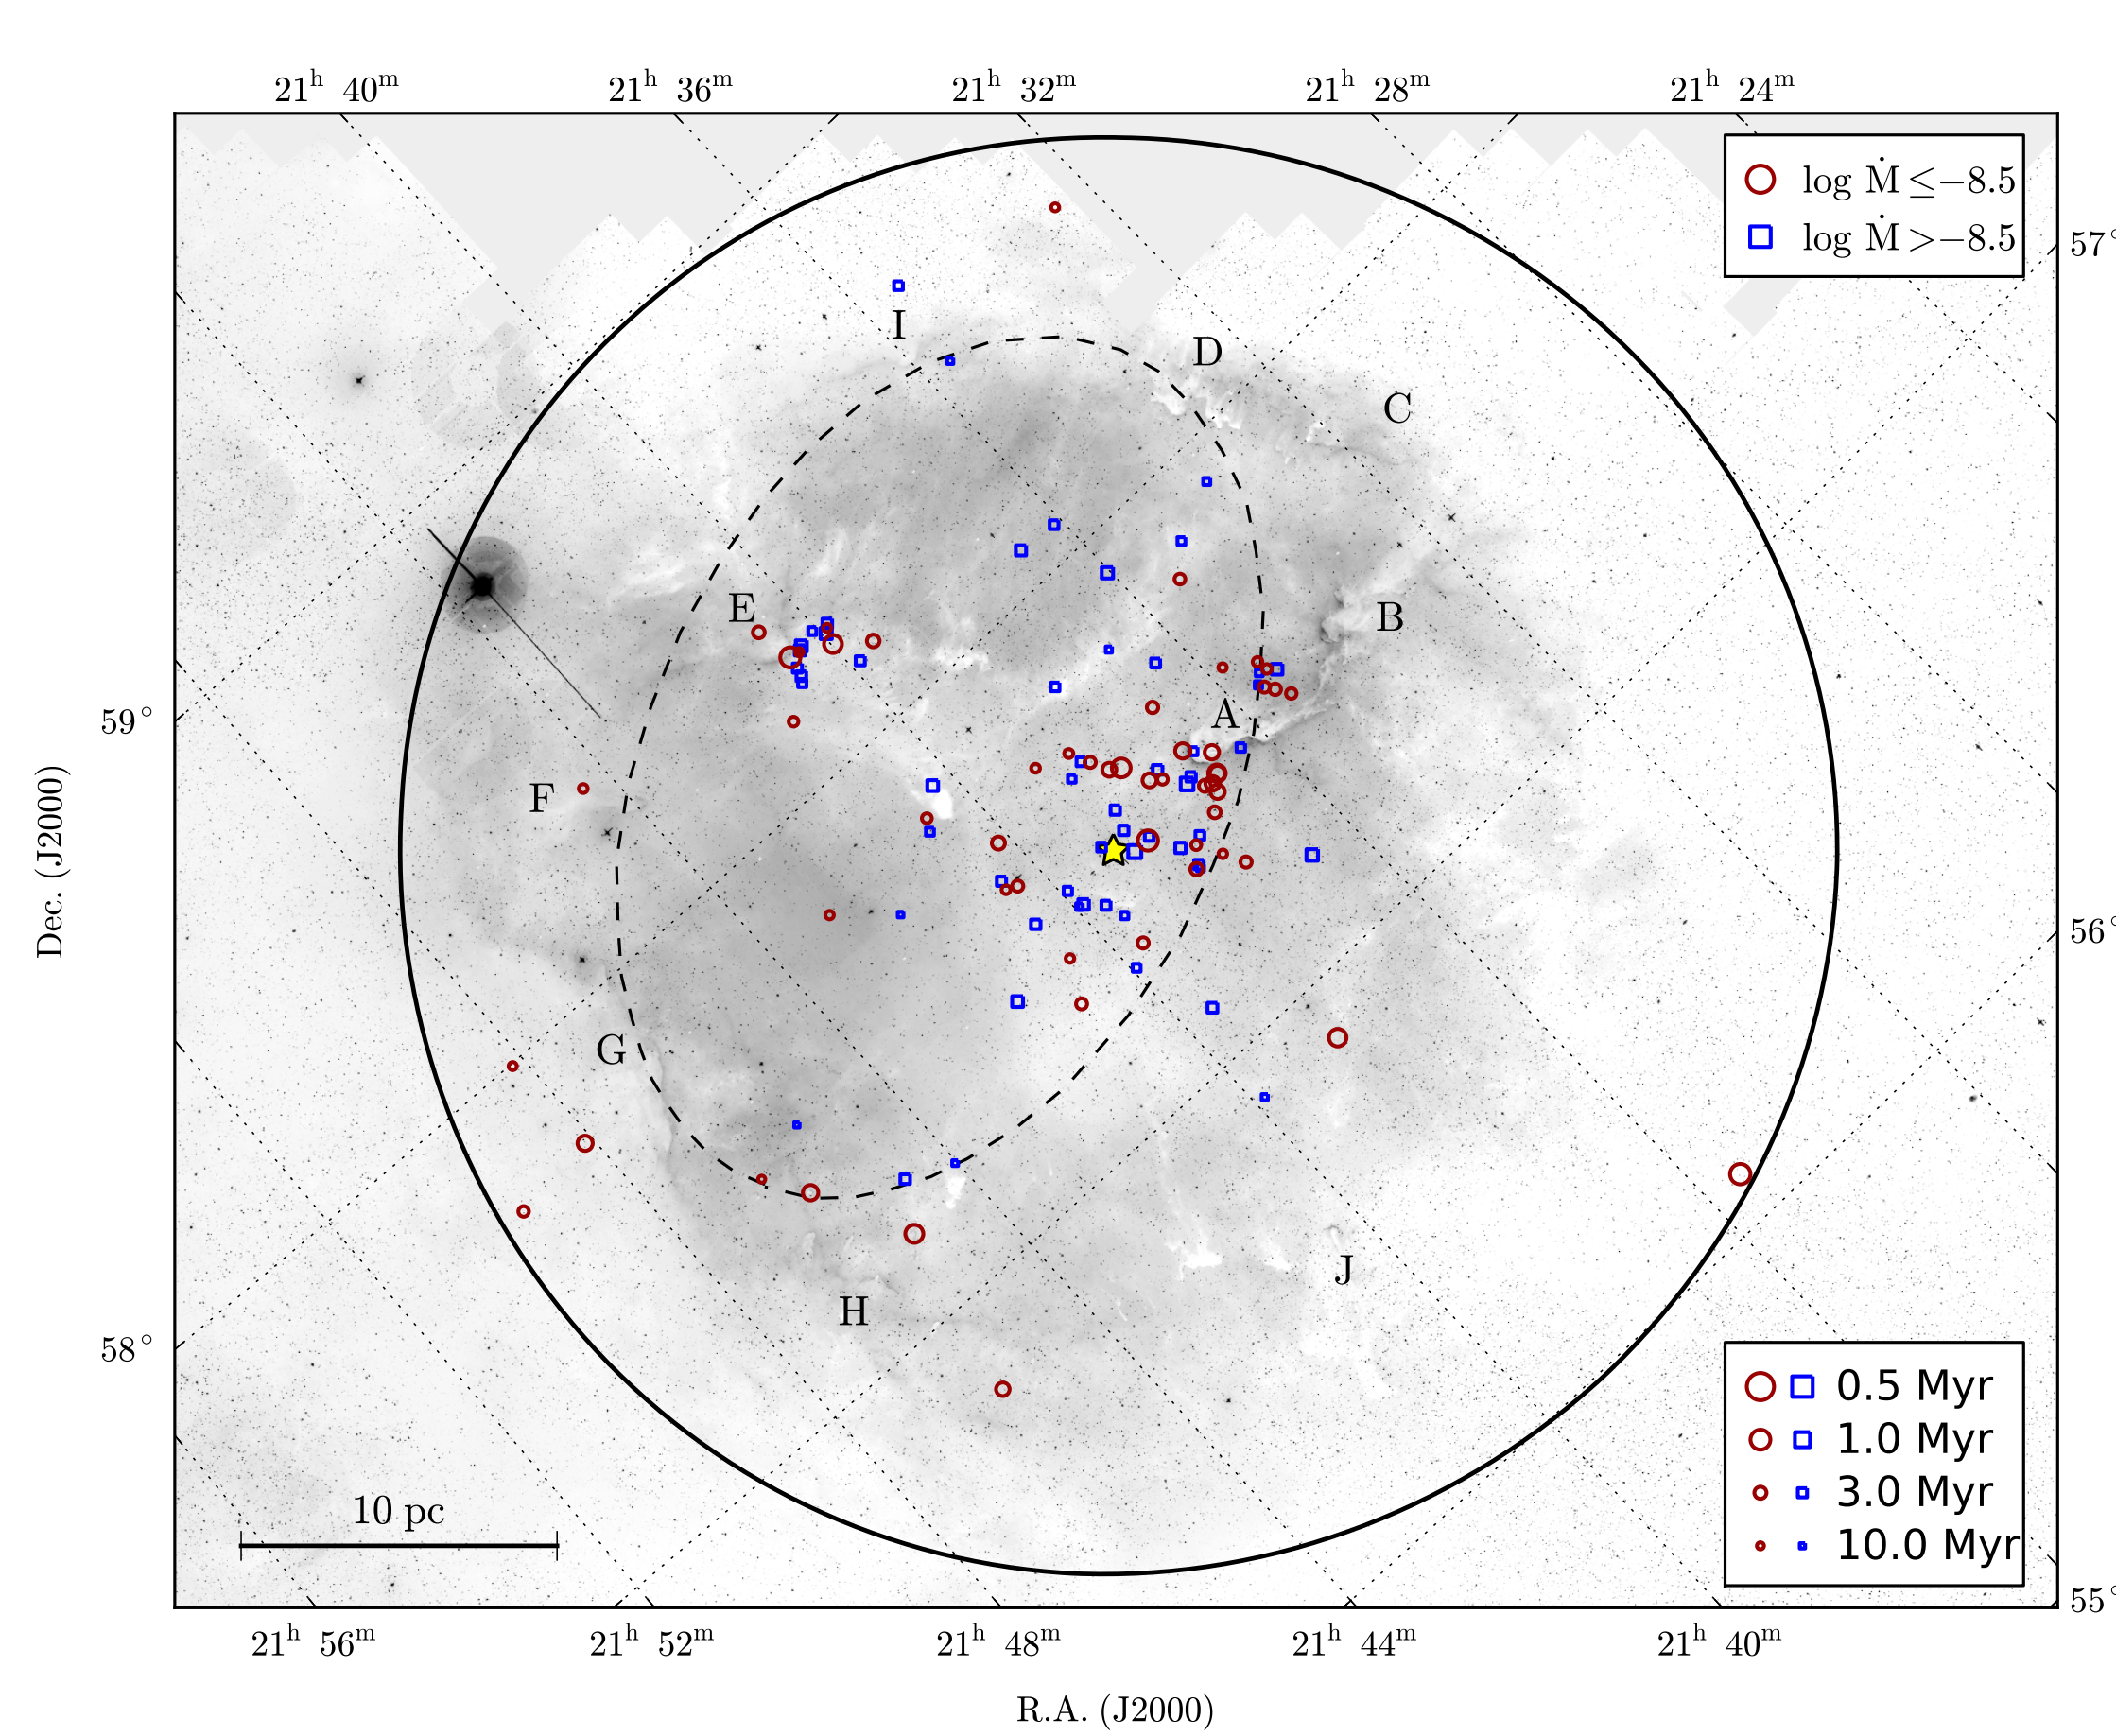 21ʰ 40ᵐ 21ʰ 36ᵐ 21ʰ 32ᵐ 21ʰ 28ᵐ 21ʰ 24ᵐ
log Ṁ ≤−8.5
log Ṁ >−8.5
57°
I
D
C
E
B
A
59°
F
Dec. (J2000)
56°
G
J
H
58°
0.5 Myr
1.0 Myr
3.0 Myr
10.0 Myr
10 pc
55°
21ʰ 56ᵐ 21ʰ 52ᵐ 21ʰ 48ᵐ 21ʰ 44ᵐ 21ʰ 40ᵐ
R.A. (J2000)